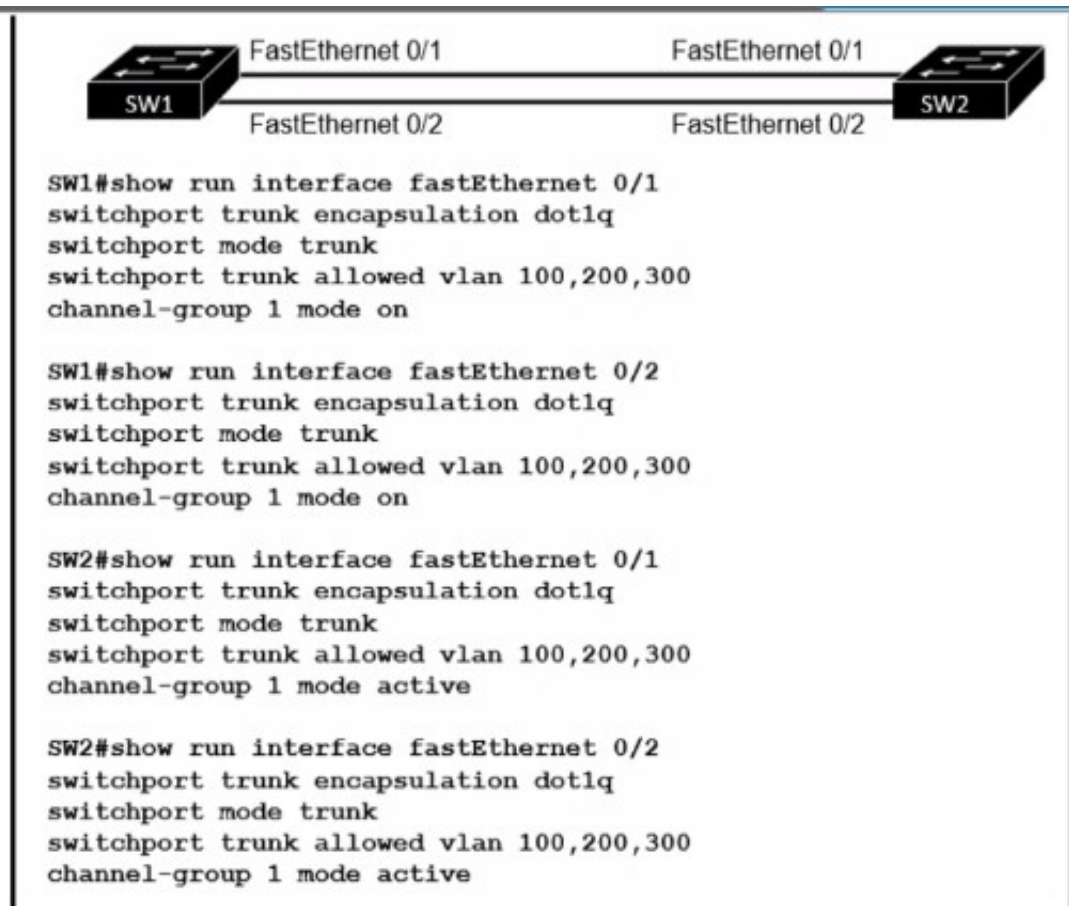 FastEthernet 0/1 FastEthernet 0/1
SW1 SW2
FastEthernet 0/2 FastEthernet 0/2
SW1#show run interface fastEthernet 0/1
switchport trunk encapsulation dot1q
switchport mode trunk
switchport trunk allowed vlan 100,200,300
channel-group 1 mode on
SW1#show run interface fastEthernet 0/2
switchport trunk encapsulation dot1q
switchport mode trunk
switchport trunk allowed vlan 100,200,300
channel-group 1 mode on
SW2#show run interface fastEthernet 0/1
switchport trunk encapsulation dot1q
switchport mode trunk
switchport trunk allowed vlan 100,200,300
channel-group 1 mode active
SW2#show run interface fastEthernet 0/2
switchport trunk encapsulation dot1q
switchport mode trunk
switchport trunk allowed vlan 100,200,300
channel-group 1 mode active